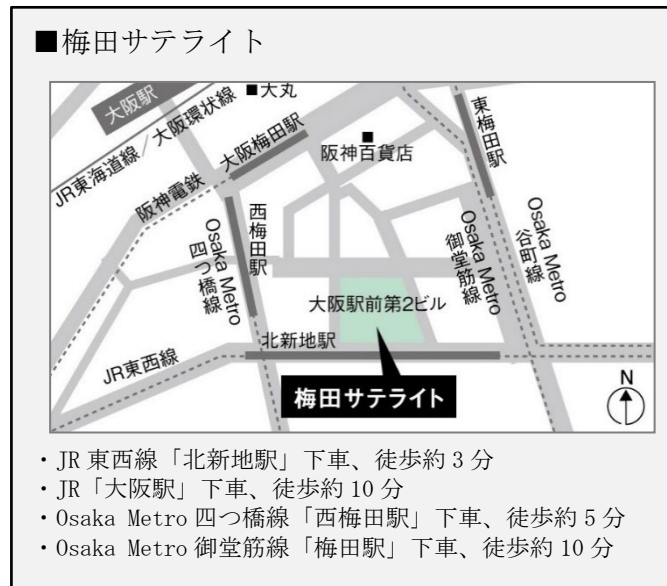 ■梅田サテライト
大阪駅
■大丸
JR東海道線／大阪環状線
大阪梅田駅
阪神電鉄
阪神百貨店
東梅田駅
西梅田駅
Osaka Metro
四つ橋線
Osaka Metro
御堂筋線
Osaka Metro
谷町線
大阪駅前第2ビル
北新地駅
JR東西線
梅田サテライト
N
・JR 東西線「北新地駅」下車、徒歩約 3 分
・JR「大阪駅」下車、徒歩約 10 分
・Osaka Metro 四つ橋線「西梅田駅」下車、徒歩約 5 分
・Osaka Metro 御堂筋線「梅田駅」下車、徒歩約 10 分